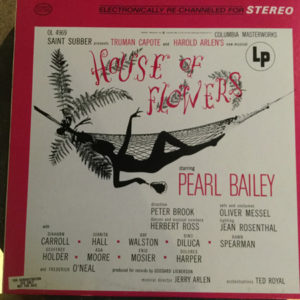 ELECTRONICALLY RE-CHANNELED FOR STEREO
OL 4969
COLUMBIA MASTERWORKS
SAINT SUBBER presents TRUMAN CAPOTE and HAROLD ARLEN'S new musical
HOUSE OF FLOWERS
LP
starring
PEARL BAILEY
direction
PETER BROOK
dances and musical numbers
HERBERT ROSS
sets and costumes
OLIVER MESSEL
lighting
JEAN ROSENTHAL
with
DIAHANN CARROLL • JUANITA HALL • RAY WALSTON • DINO DILUCA • DAWN SPEARMAN
GEOFFREY HOLDER • ADA MOORE • ENID MOSIER • DOLORES HARPER
and FREDERICK O'NEAL
produced for records by GODDARD LIEBERSON
musical director JERRY ARLEN
orchestrations TED ROYAL